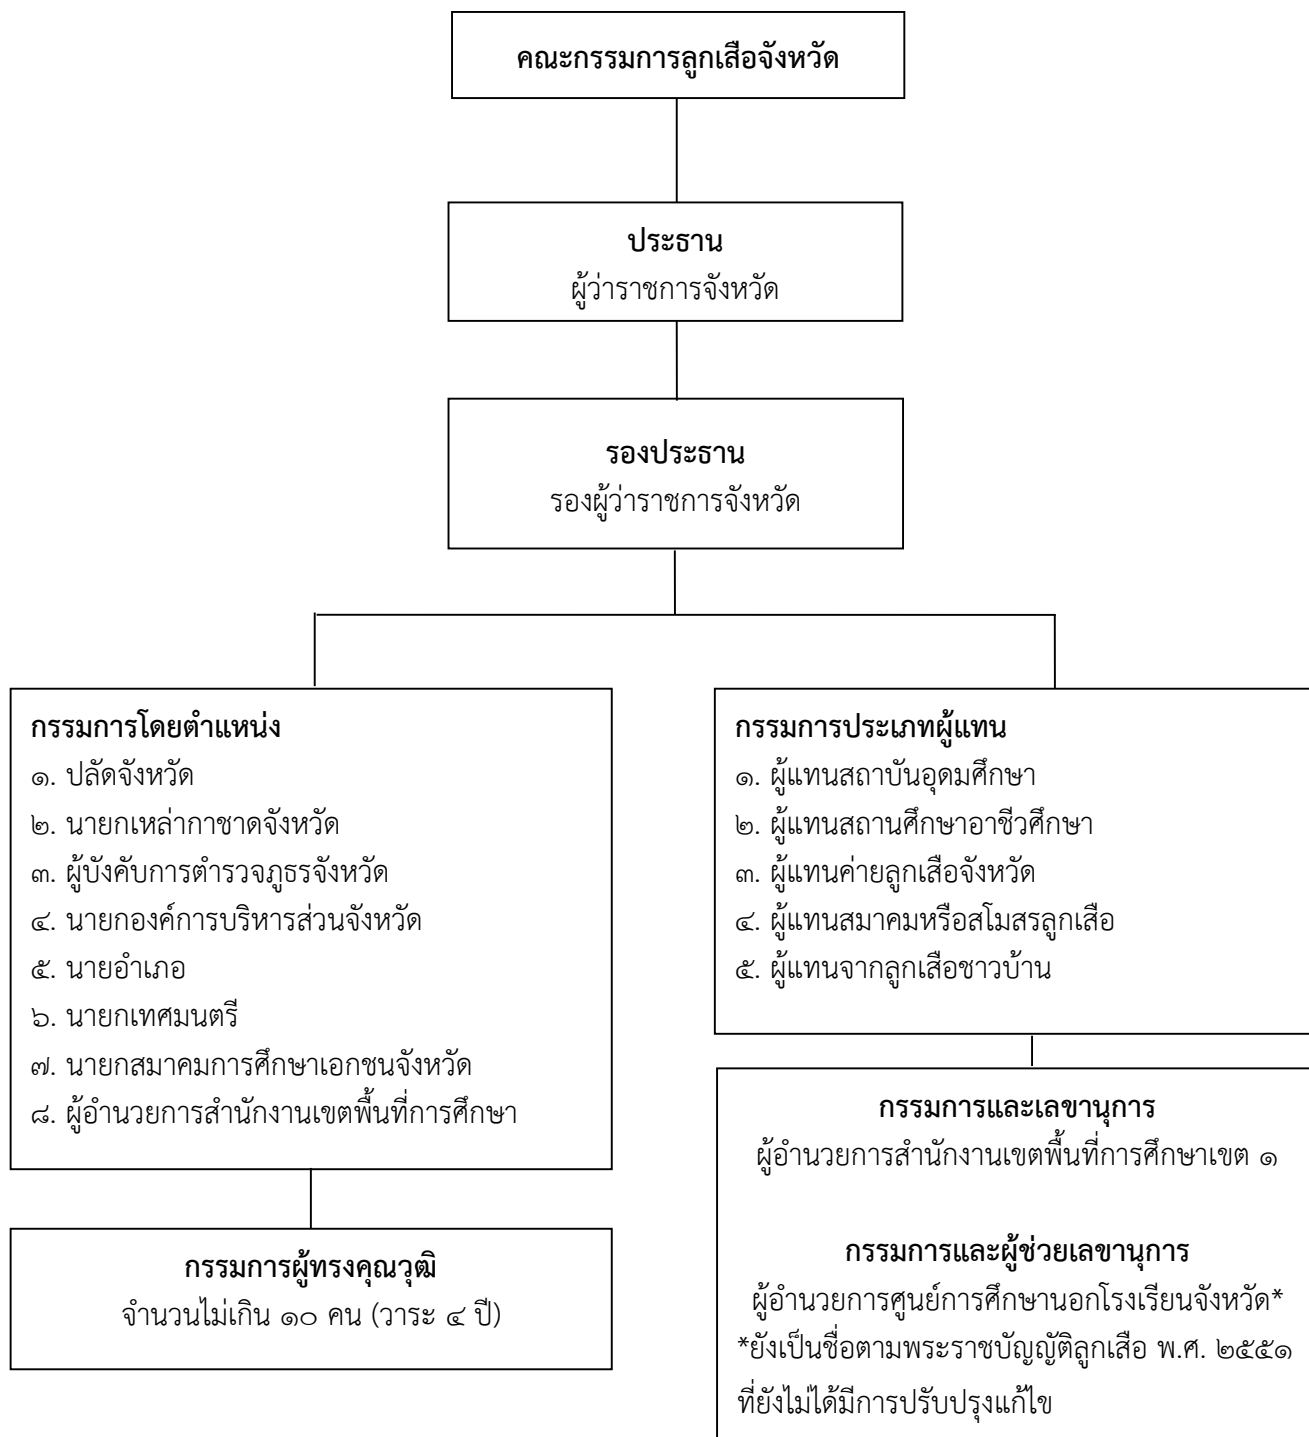 คณะกรรมการลูกเสือจังหวัด
ประธาน
ผู้ว่าราชการจังหวัด
รองประธาน
รองผู้ว่าราชการจังหวัด
กรรมการโดยตำแหน่ง
๑. ปลัดจังหวัด
๒. นายกเหล่ากาชาดจังหวัด
๓. ผู้บังคับการตำรวจภูธรจังหวัด
๔. นายกองค์การบริหารส่วนจังหวัด
๕. นายอำเภอ
๖. นายกเทศมนตรี
๗. นายกสมาคมการศึกษาเอกชนจังหวัด
๘. ผู้อำนวยการสำนักงานเขตพื้นที่การศึกษา
กรรมการผู้ทรงคุณวุฒิ
จำนวนไม่เกิน ๑๐ คน (วาระ ๔ ปี)
กรรมการประเภทผู้แทน
๑. ผู้แทนสถาบันอุดมศึกษา
๒. ผู้แทนสถานศึกษาอาชีวศึกษา
๓. ผู้แทนค่ายลูกเสือจังหวัด
๔. ผู้แทนสมาคมหรือสโมสรลูกเสือ
๕. ผู้แทนจากลูกเสือชาวบ้าน
กรรมการและเลขานุการ
ผู้อำนวยการสำนักงานเขตพื้นที่การศึกษาเขต ๑
กรรมการและผู้ช่วยเลขานุการ
ผู้อำนวยการศูนย์การศึกษานอกโรงเรียนจังหวัด*
*ยังเป็นชื่อตามพระราชบัญญัติลูกเสือ พ.ศ. ๒๕๕๑
ที่ยังไม่ได้มีการปรับปรุงแก้ไข